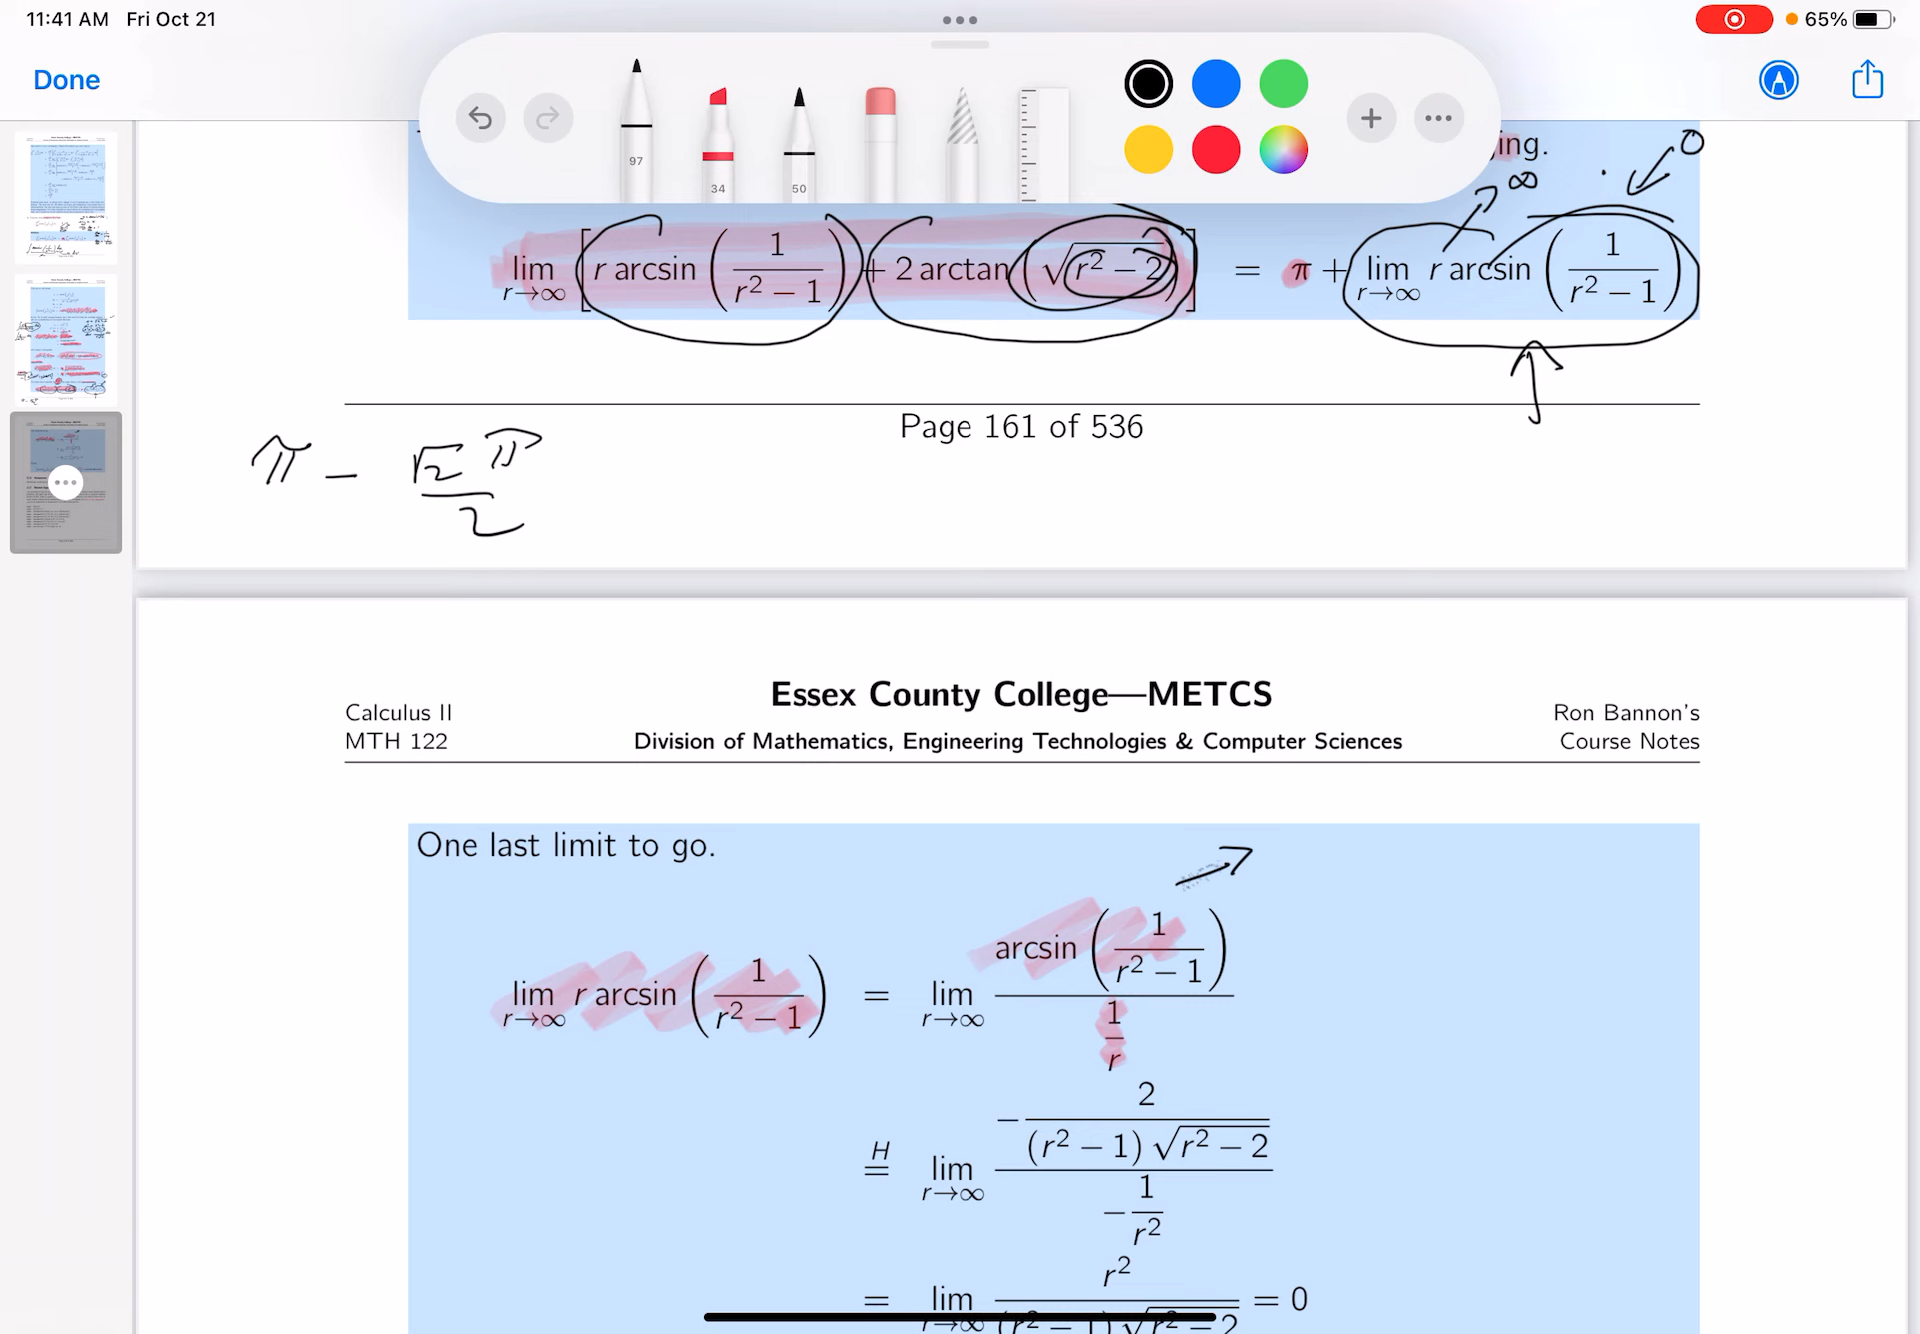 11:41 AM Fri Oct 21
65%
Done
97
34
50
ing.
∞
0
lim r→∞ [ r arcsin ( 1 / (r² − 1) ) + 2 arctan ( √(r² − 2) ) ] = π + lim r→∞ r arcsin ( 1 / (r² − 1) )
Page 161 of 536
π − √2 π / 2
Essex County College—METCS
Calculus II
MTH 122
Division of Mathematics, Engineering Technologies & Computer Sciences
Ron Bannon's
Course Notes
One last limit to go.
lim r→∞ r arcsin ( 1 / (r² − 1) ) = lim r→∞ arcsin ( 1 / (r² − 1) ) / (1 / r)
H= lim r→∞ − 2 / ((r² − 1) √(r² − 2)) / − 1 / r²
= lim r→∞ r² / ((r² − 1) √(r² − 2)) = 0